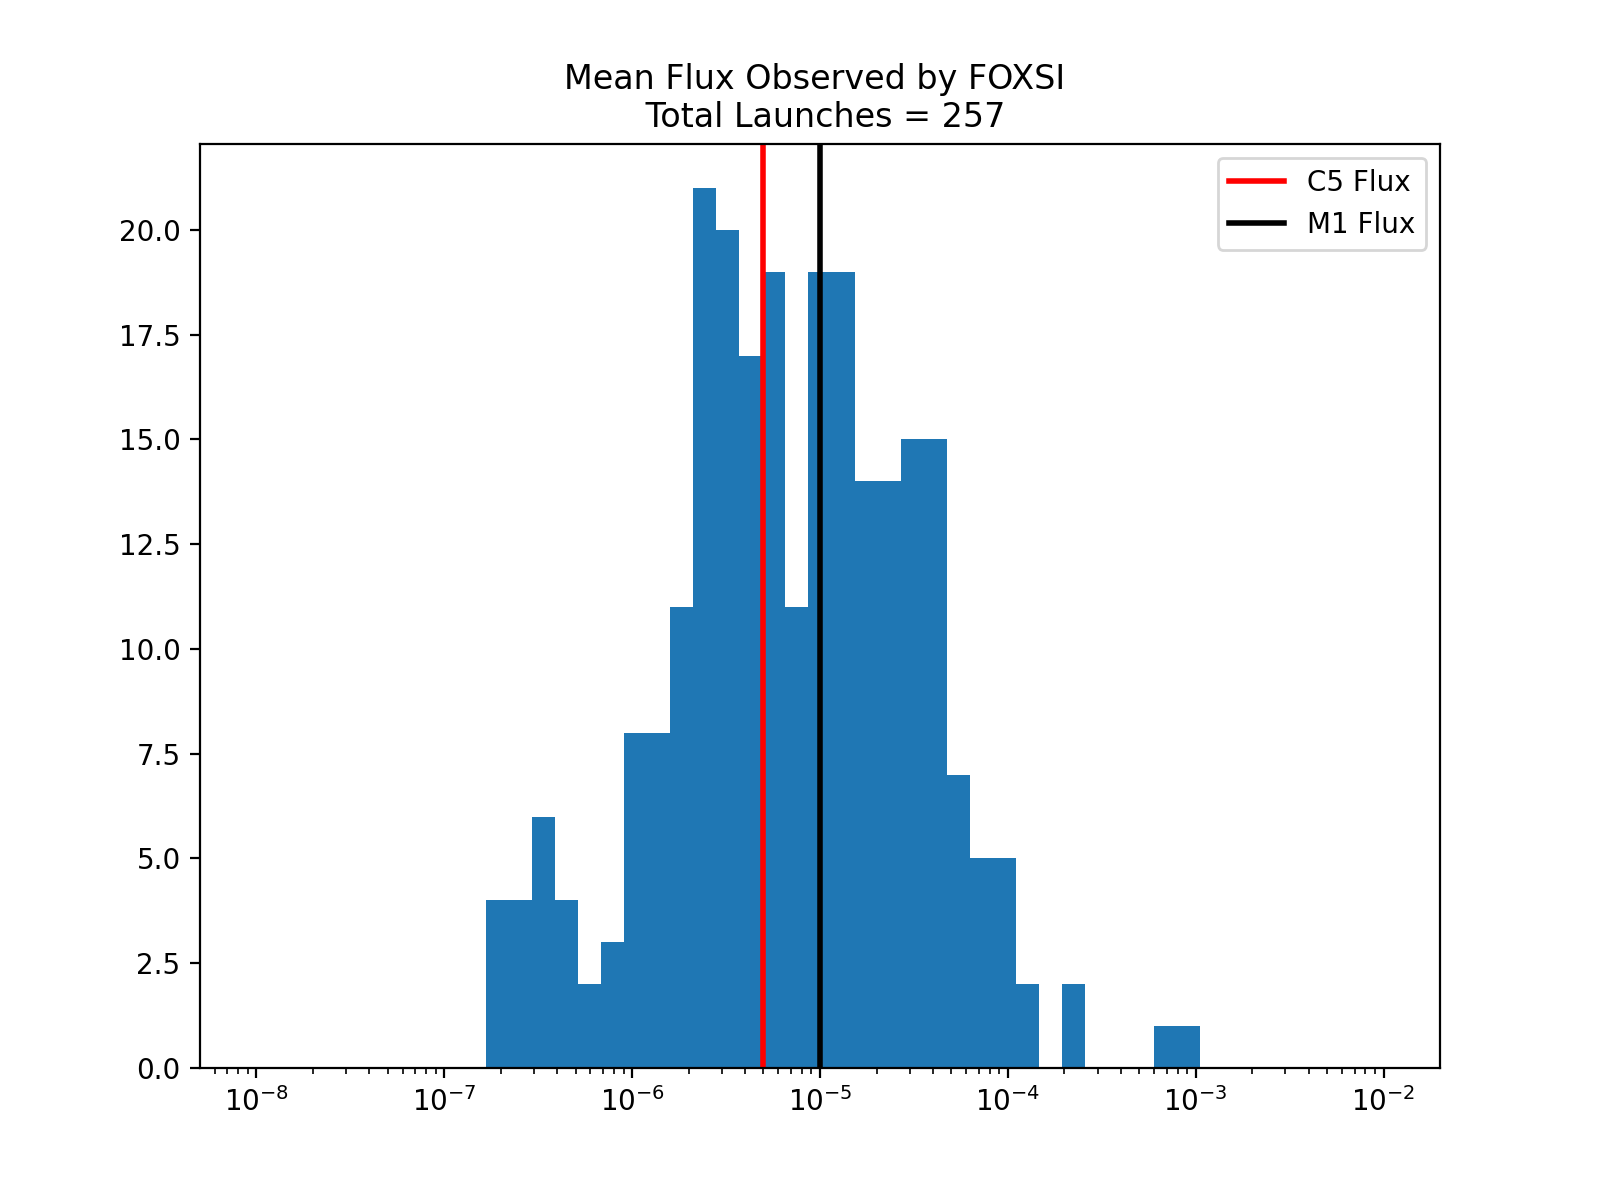 Mean Flux Observed by FOXSI
Total Launches = 257
C5 Flux
M1 Flux
20.0
17.5
15.0
12.5
10.0
7.5
5.0
2.5
0.0
10⁻⁸ 10⁻⁷ 10⁻⁶ 10⁻⁵ 10⁻⁴ 10⁻³ 10⁻²